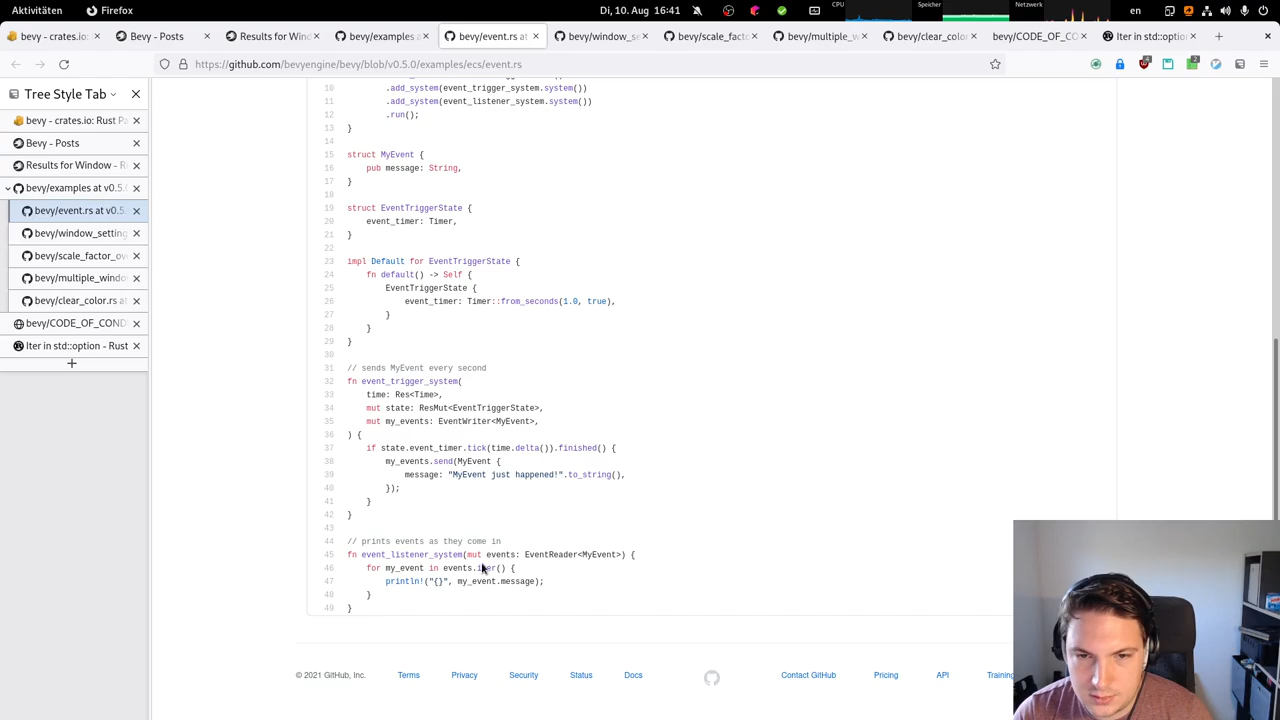 Aktivitäten
Firefox
Di, 10. Aug 16:41
CPU
Speicher
Netzwerk
bevy - crates.io:
Bevy - Posts
Results for Wind
bevy/examples a
bevy/event.rs at
bevy/window_se
bevy/scale_facto
bevy/multiple_w
bevy/clear_color
bevy/CODE_OF_CO
Iter in std::optio
https://github.com/bevyengine/bevy/blob/v0.5.0/examples/ecs/event.rs
Tree Style Tab
bevy - crates.io: Rust Pa
Bevy - Posts
Results for Window - R
bevy/examples at v0.5.
bevy/event.rs at v0.5.
bevy/window_setting
bevy/scale_factor_ov
bevy/multiple_windo
bevy/clear_color.rs at
bevy/CODE_OF_COND
Iter in std::option - Rust
10 .add_system(event_trigger_system.system())
11 .add_system(event_listener_system.system())
12 .run();
13 }
14
15 struct MyEvent {
16 pub message: String,
17 }
18
19 struct EventTriggerState {
20 event_timer: Timer,
21 }
22
23 impl Default for EventTriggerState {
24 fn default() -> Self {
25 EventTriggerState {
26 event_timer: Timer::from_seconds(1.0, true),
27 }
28 }
29 }
30
31 // sends MyEvent every second
32 fn event_trigger_system(
33 time: Res<Time>,
34 mut state: ResMut<EventTriggerState>,
35 mut my_events: EventWriter<MyEvent>,
36 ) {
37 if state.event_timer.tick(time.delta()).finished() {
38 my_events.send(MyEvent {
39 message: "MyEvent just happened!".to_string(),
40 });
41 }
42 }
43
44 // prints events as they come in
45 fn event_listener_system(mut events: EventReader<MyEvent>) {
46 for my_event in events.iter() {
47 println!("{}", my_event.message);
48 }
49 }
© 2021 GitHub, Inc.
Terms
Privacy
Security
Status
Docs
Contact GitHub
Pricing
API
Training